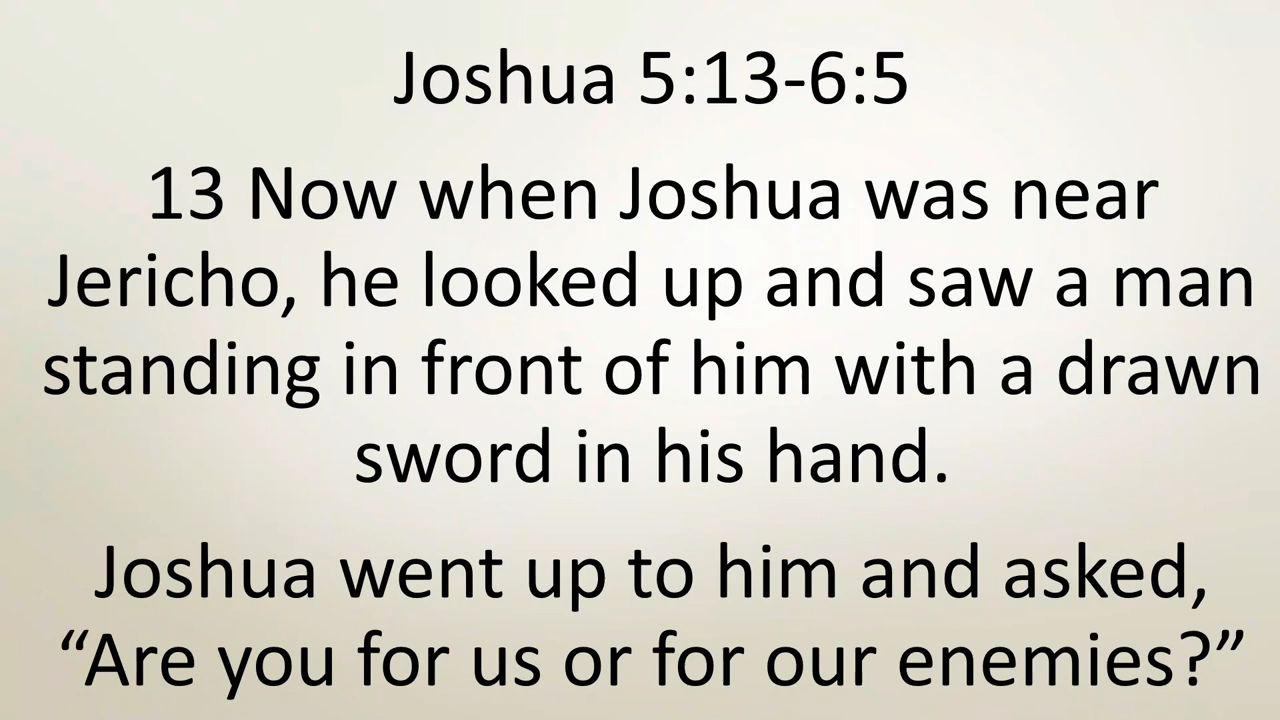 Joshua 5:13-6:5
13 Now when Joshua was near
Jericho, he looked up and saw a man
standing in front of him with a drawn
sword in his hand.
Joshua went up to him and asked,
“Are you for us or for our enemies?”